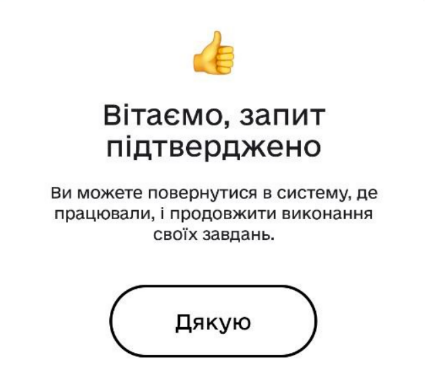 Вітаємо, запит
підтверджено
Ви можете повернутися в систему, де
працювали, і продовжити виконання
своїх завдань.
Дякую